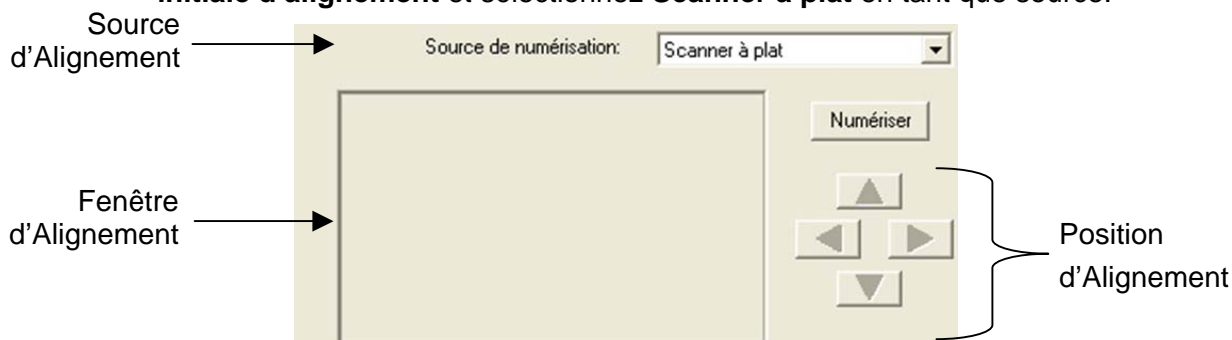 initiale d'alignement et sélectionnez Scanner à plat en tant que source.
Source
d'Alignement
Source de numérisation:
Scanner à plat
Numériser
Fenêtre
d'Alignement
Position
d'Alignement